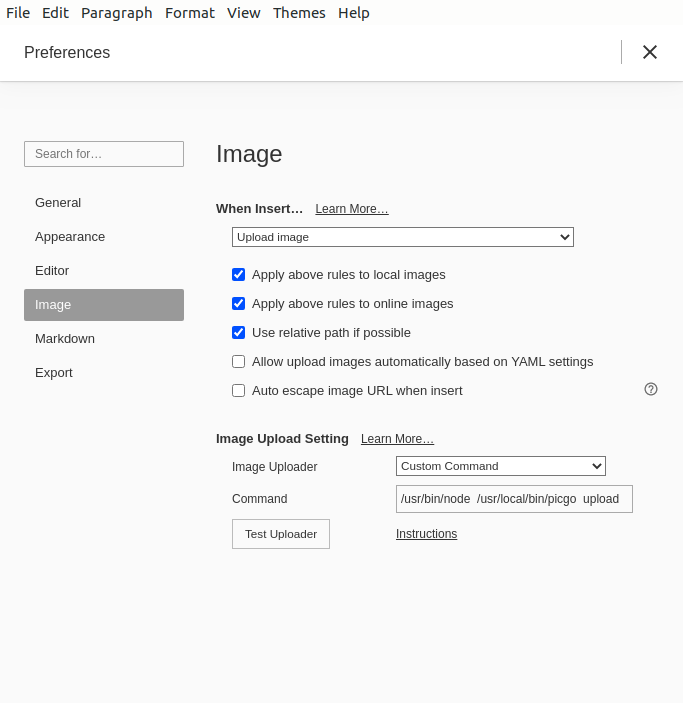 File Edit Paragraph Format View Themes Help
Preferences
Search for…
General
Appearance
Editor
Image
Markdown
Export
Image
When Insert… Learn More…
Upload image
Apply above rules to local images
Apply above rules to online images
Use relative path if possible
Allow upload images automatically based on YAML settings
Auto escape image URL when insert
Image Upload Setting Learn More…
Image Uploader Custom Command
Command /usr/bin/node /usr/local/bin/picgo upload
Test Uploader Instructions